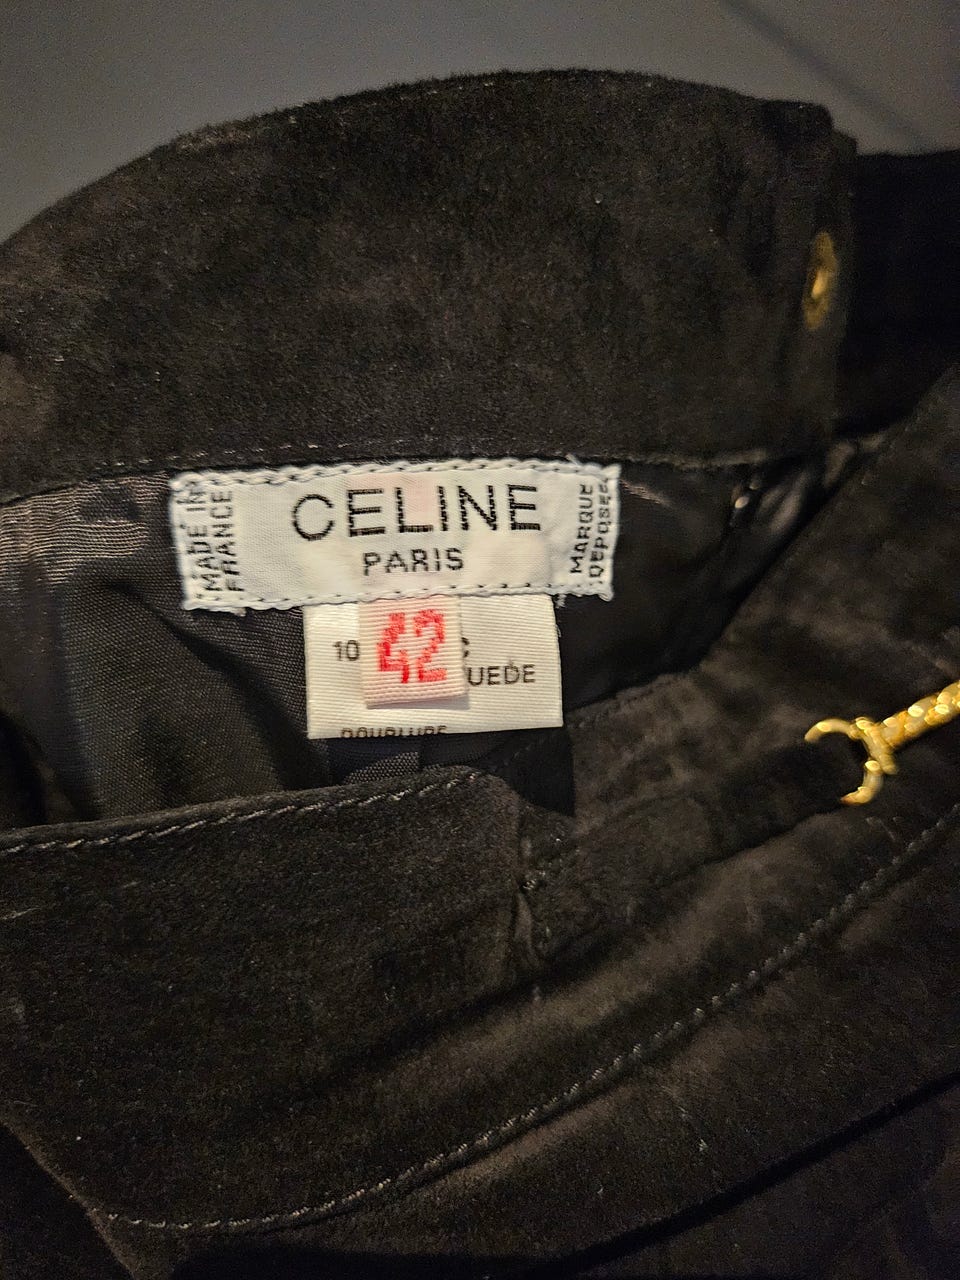 MADE IN
FRANCE
CELINE
PARIS
MARQUE
DEPOSEE
42
10
UEDE